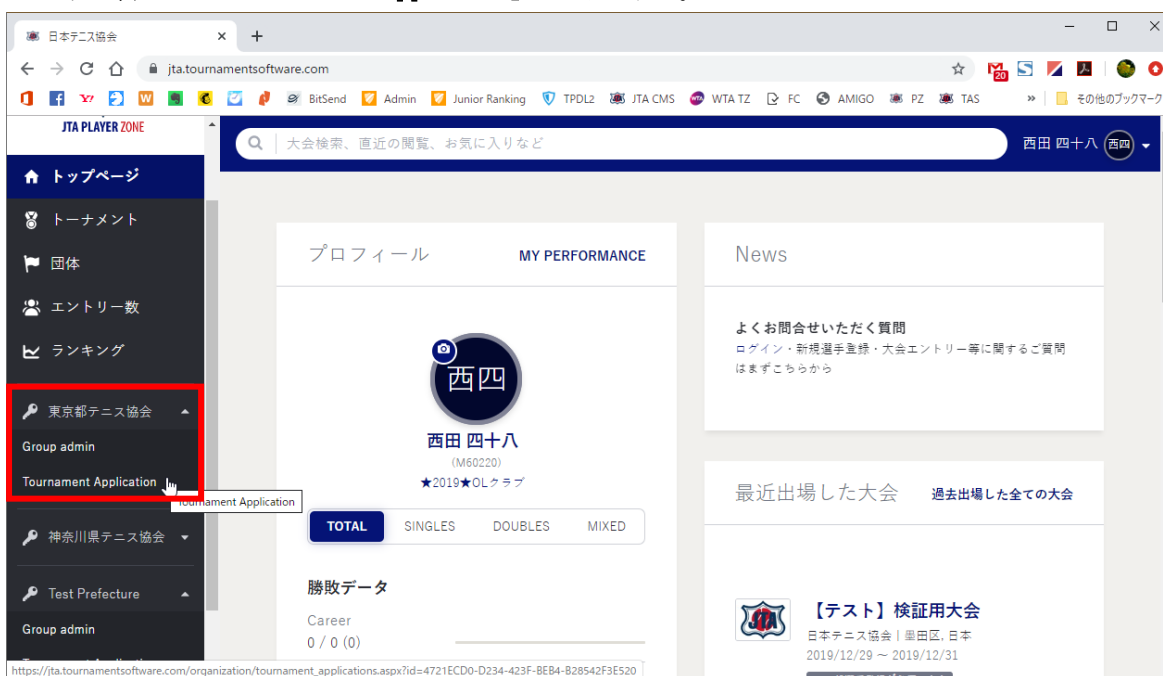 日本テニス協会
jta.tournamentsoftware.com
20
BitSend
Admin
Junior Ranking
TPDL2
JTA CMS
WTA TZ
FC
AMIGO
PZ
TAS
»
その他のブックマーク
JTA PLAYER ZONE
大会検索、直近の閲覧、お気に入りなど
西田 四十八
西四
トップページ
トーナメント
団体
エントリー数
ランキング
東京都テニス協会
Group admin
Tournament Application
Tournament Application
神奈川県テニス協会
Test Prefecture
Group admin
プロフィール
MY PERFORMANCE
西四
西田 四十八
(M60220)
★2019★OLクラブ
TOTAL
SINGLES
DOUBLES
MIXED
勝敗データ
Career
0 / 0 (0)
News
よくお問合せいただく質問
ログイン・新規選手登録・大会エントリー等に関するご質問
はまずこちらから
最近出場した大会
過去出場した全ての大会
JTA
【テスト】検証用大会
日本テニス協会 | 墨田区, 日本
2019/12/29 ~ 2019/12/31
https://jta.tournamentsoftware.com/organization/tournament_applications.aspx?id=4721ECD0-D234-423F-BEB4-B28542F3E520